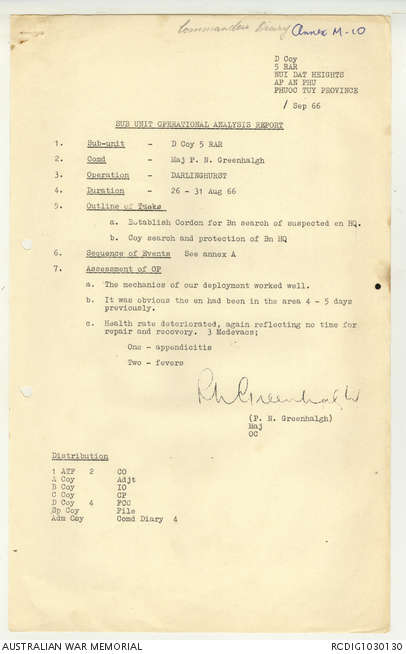 Commanders Diary Annex M-10
D Coy
5 RAR
NUI DAT HEIGHTS
AP AN PHU
PHUOC TUY PROVINCE
1 Sep 66
SUB UNIT OPERATIONAL ANALYSIS REPORT
1. Sub-unit - D Coy 5 RAR
2. Comd - Maj P. N. Greenhalgh
3. Operation - DARLINGHURST
4. Duration - 26 - 31 Aug 66
5. Outline of Tasks
a. Establish Cordon for Bn search of suspected en HQ.
b. Coy search and protection of Bn HQ
6. Sequence of Events See annex A
7. Assessment of OP
a. The mechanics of our deployment worked well.
b. It was obvious the en had been in the area 4 - 5 days
previously.
c. Health rate deteriorated, again reflecting no time for
repair and recovery. 3 Medevacs;
One - appendicitis
Two - fevers
PN Greenhalgh
(P. N. Greenhalgh)
Maj
OC
Distribution
1 ATF 2 CO
A Coy Adjt
B Coy IO
C Coy CP
D Coy 4 FCC
Sp Coy File
Adm Coy Comd Diary 4
AUSTRALIAN WAR MEMORIAL RCDIG1030130